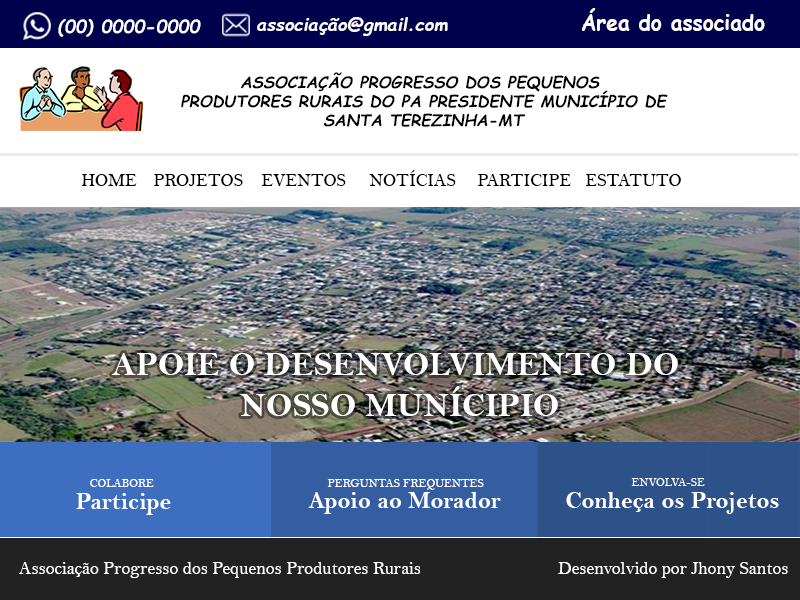 (00) 0000-0000 associação@gmail.com Área do associado
ASSOCIAÇÃO PROGRESSO DOS PEQUENOS
PRODUTORES RURAIS DO PA PRESIDENTE MUNICÍPIO DE
SANTA TEREZINHA-MT
HOME PROJETOS EVENTOS NOTÍCIAS PARTICIPE ESTATUTO
APOIE O DESENVOLVIMENTO DO
NOSSO MUNÍCIPIO
COLABORE
Participe
PERGUNTAS FREQUENTES
Apoio ao Morador
ENVOLVA-SE
Conheça os Projetos
Associação Progresso dos Pequenos Produtores Rurais
Desenvolvido por Jhony Santos